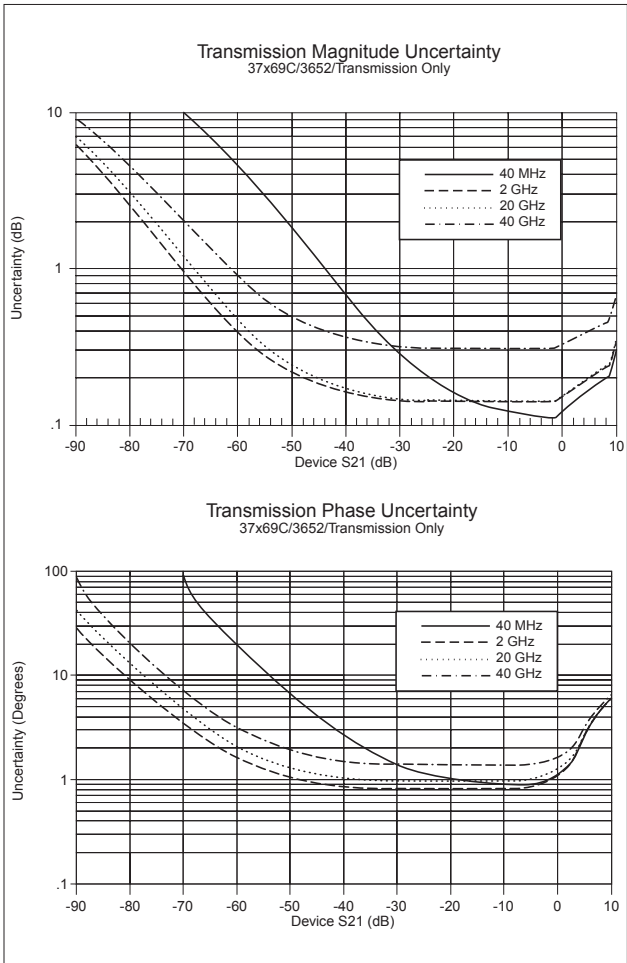 Transmission Magnitude Uncertainty
37x69C/3652/Transmission Only
Uncertainty (dB)
10
1
.1
40 MHz
2 GHz
20 GHz
40 GHz
-90 -80 -70 -60 -50 -40 -30 -20 -10 0 10
Device S21 (dB)
Transmission Phase Uncertainty
37x69C/3652/Transmission Only
Uncertainty (Degrees)
100
10
1
.1
40 MHz
2 GHz
20 GHz
40 GHz
-90 -80 -70 -60 -50 -40 -30 -20 -10 0 10
Device S21 (dB)